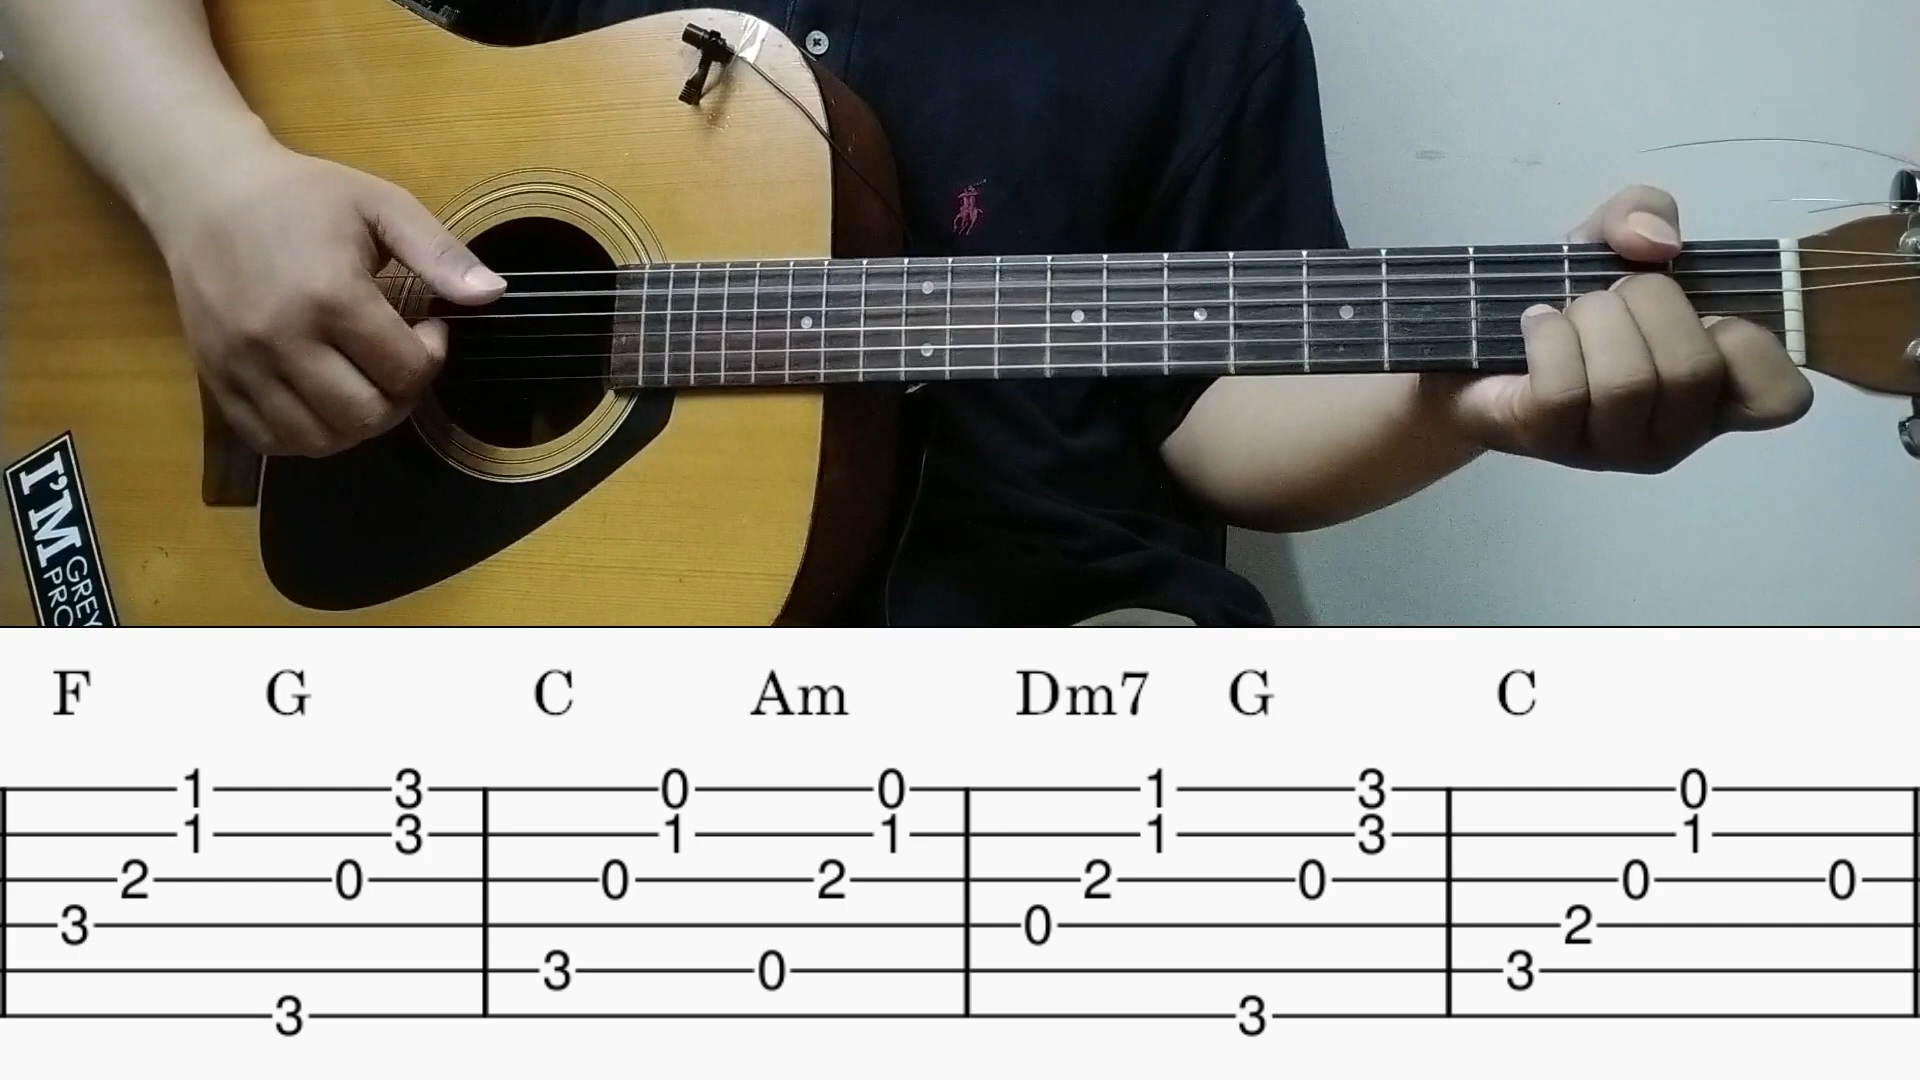 I'M
GREY
PRO
F G C Am Dm7 G C
1 3 0 0 1 3 0
1 3 1 1 1 3 1
2 0 0 2 2 0 0 0
3 0 2
3 0 3
3 3